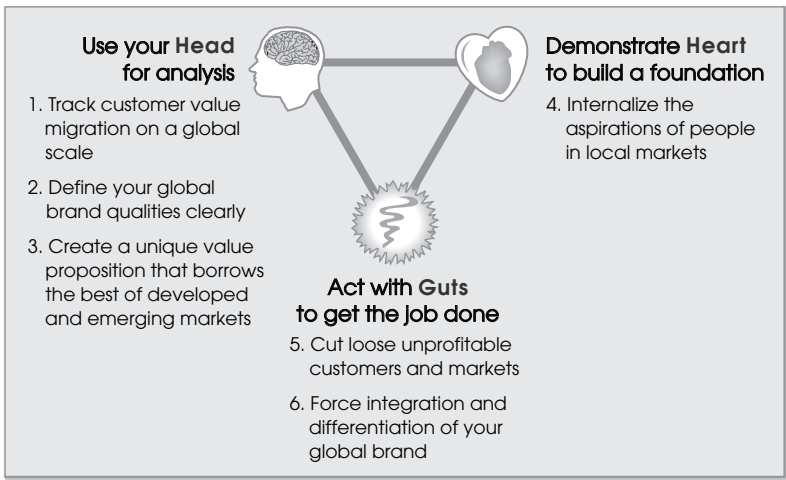 Use your Head
for analysis
1. Track customer value
migration on a global
scale
2. Define your global
brand qualities clearly
3. Create a unique value
proposition that borrows
the best of developed
and emerging markets
Demonstrate Heart
to build a foundation
4. Internalize the
aspirations of people
in local markets
Act with Guts
to get the job done
5. Cut loose unprofitable
customers and markets
6. Force integration and
differentiation of your
global brand